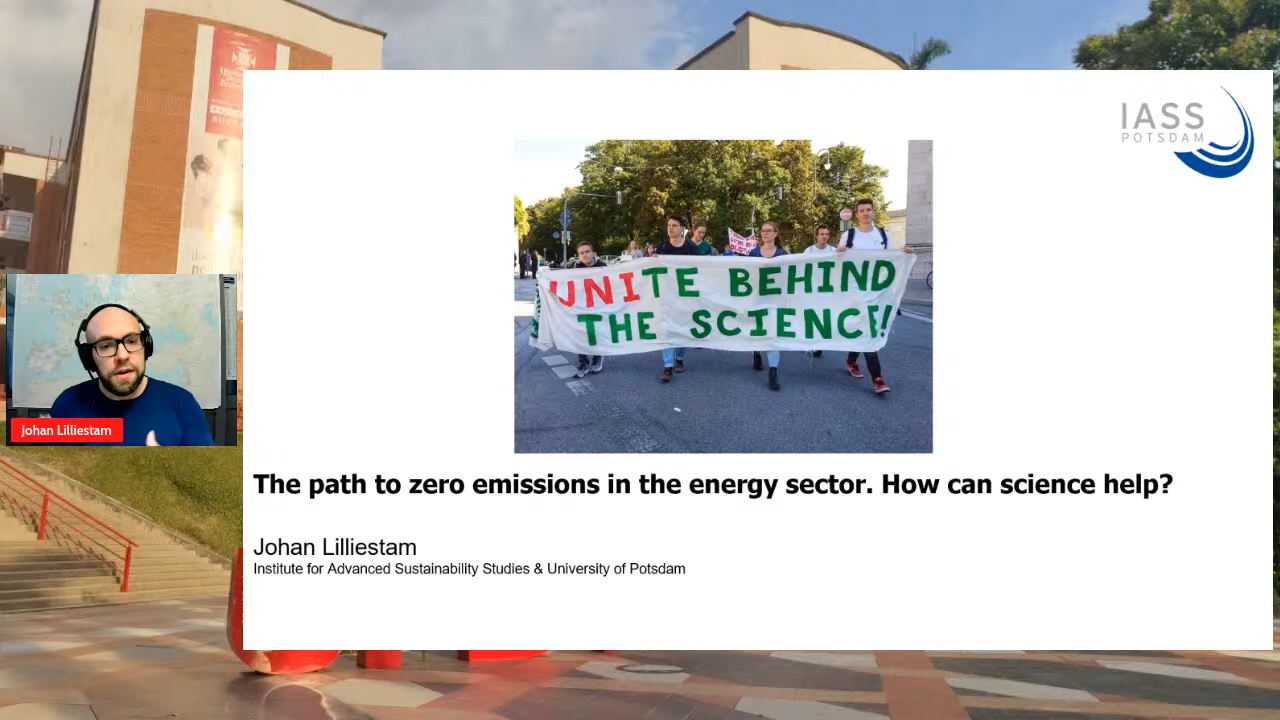 IASS
POTSDAM
UNITE BEHIND
THE SCIENCE!
Johan Lilliestam
The path to zero emissions in the energy sector. How can science help?
Johan Lilliestam
Institute for Advanced Sustainability Studies & University of Potsdam